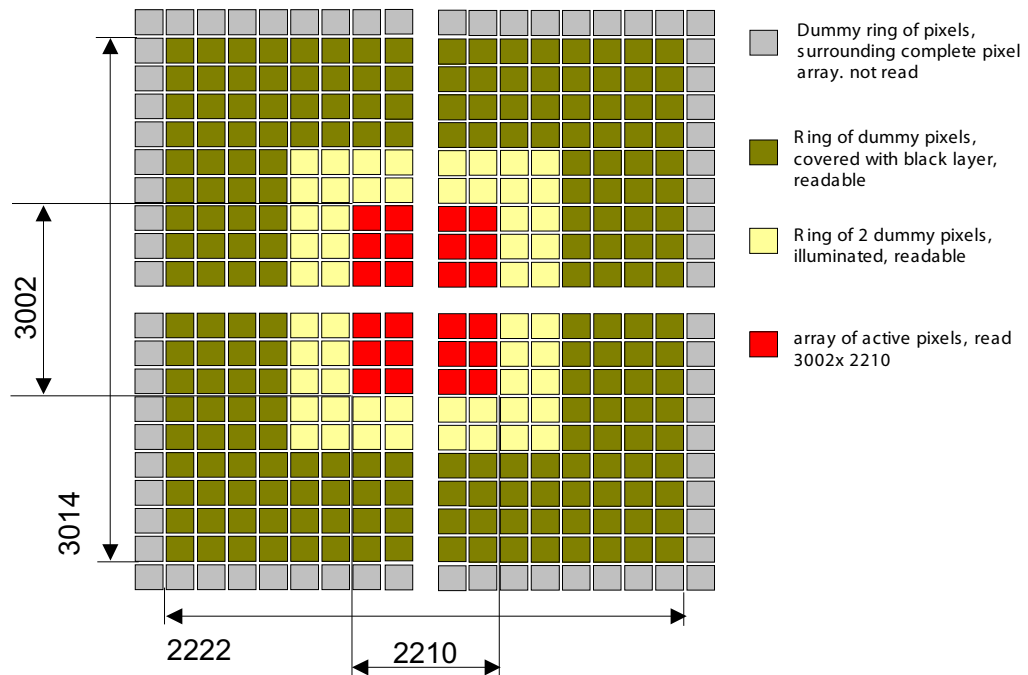 Dummy ring of pixels,
surrounding complete pixel
array. not read
Ring of dummy pixels,
covered with black layer,
readable
Ring of 2 dummy pixels,
illuminated, readable
array of active pixels, read
3002x 2210
3002
3014
2222
2210